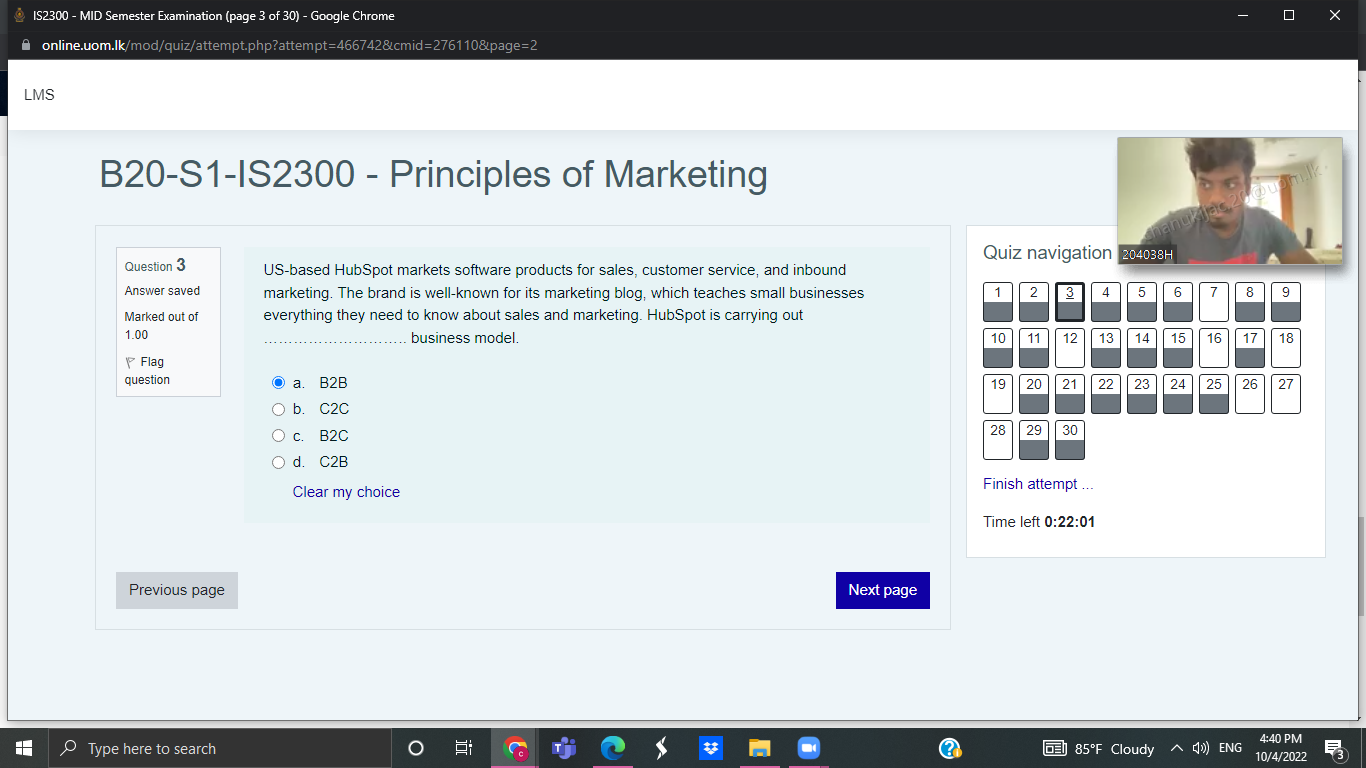 IS2300 - MID Semester Examination (page 3 of 30) - Google Chrome
online.uom.lk/mod/quiz/attempt.php?attempt=466742&cmid=276110&page=2
LMS
B20-S1-IS2300 - Principles of Marketing
Question 3
Answer saved
Marked out of
1.00
Flag
question
US-based HubSpot markets software products for sales, customer service, and inbound
marketing. The brand is well-known for its marketing blog, which teaches small businesses
everything they need to know about sales and marketing. HubSpot is carrying out
……………………….. business model.
a. B2B
b. C2C
c. B2C
d. C2B
Clear my choice
Previous page
Next page
204038H
Quiz navigation
1 2 3 4 5 6 7 8 9
10 11 12 13 14 15 16 17 18
19 20 21 22 23 24 25 26 27
28 29 30
Finish attempt ...
Time left 0:22:01
Type here to search
85°F Cloudy
ENG
4:40 PM
10/4/2022
3